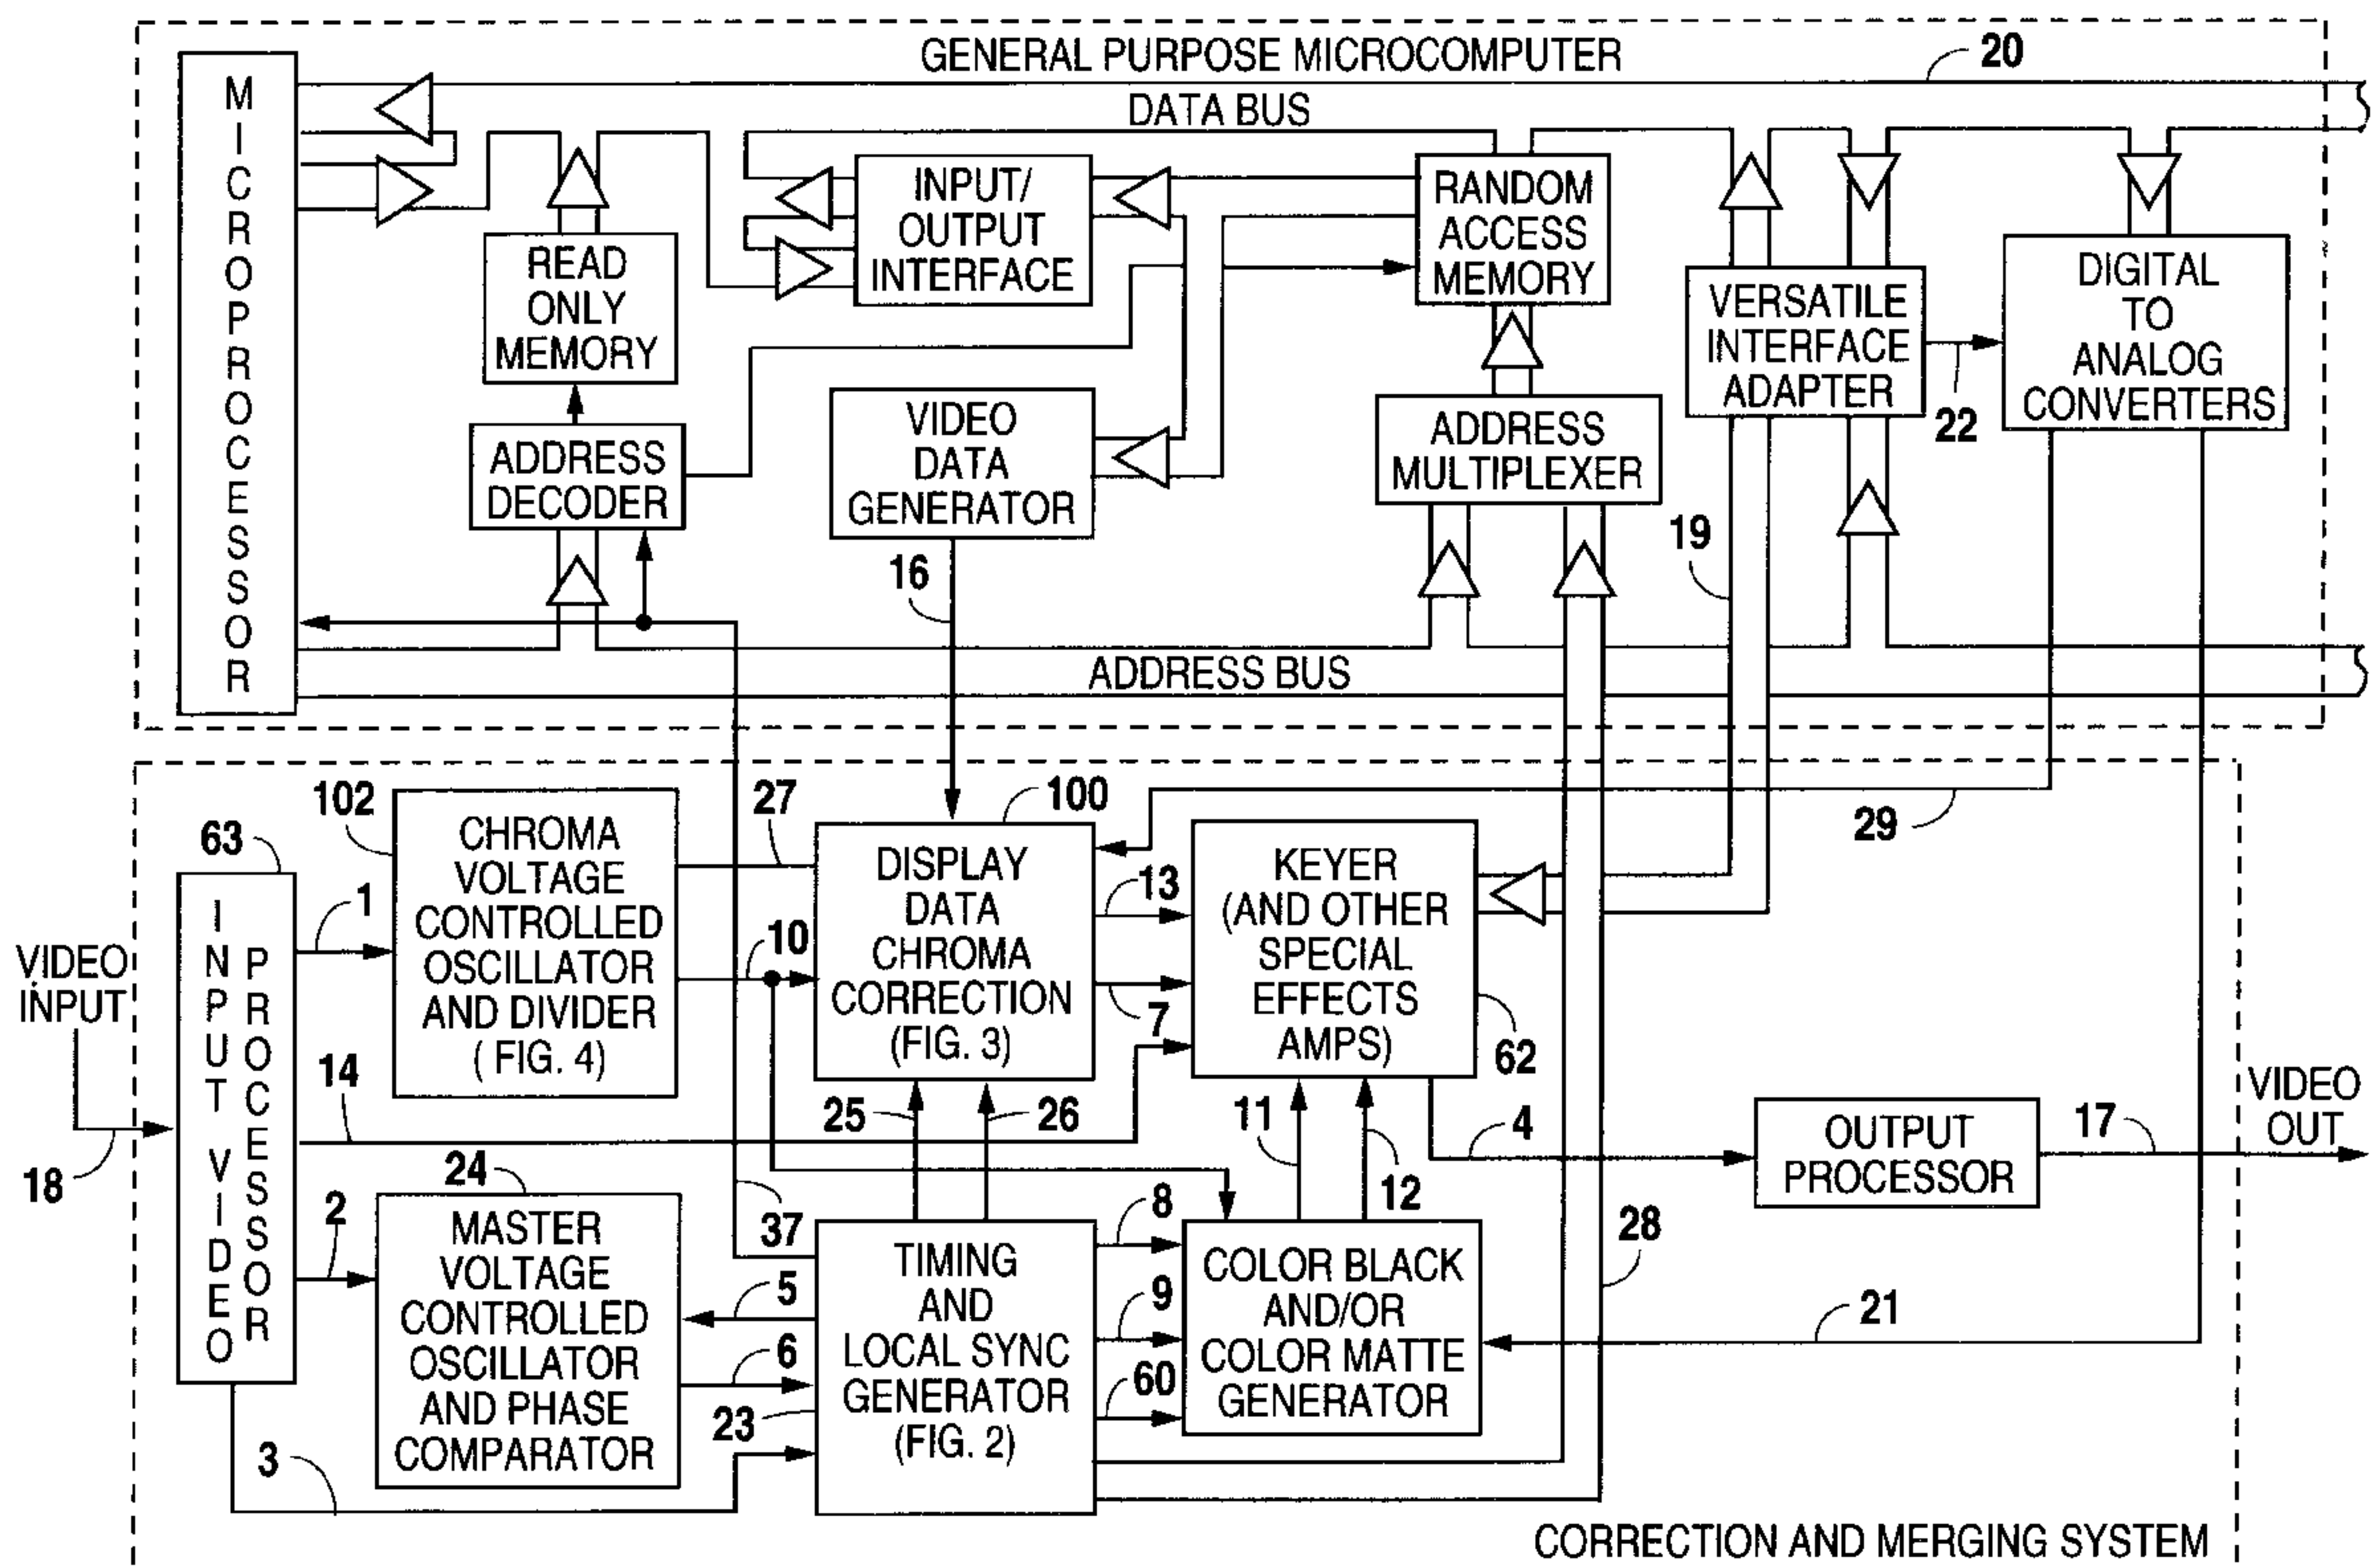 GENERAL PURPOSE MICROCOMPUTER
20
DATA BUS
MICROPROCESSOR
READ
ONLY
MEMORY
INPUT/
OUTPUT
INTERFACE
RANDOM
ACCESS
MEMORY
VERSATILE
INTERFACE
ADAPTER
22
DIGITAL
TO
ANALOG
CONVERTERS
ADDRESS
DECODER
VIDEO
DATA
GENERATOR
ADDRESS
MULTIPLEXER
16
19
ADDRESS BUS
102
CHROMA
VOLTAGE
CONTROLLED
OSCILLATOR
AND DIVIDER
( FIG. 4)
27
100
29
63
INPUT VIDEO
PROCESSOR
1
VIDEO
INPUT
18
10
DISPLAY
DATA
CHROMA
CORRECTION
(FIG. 3)
13
7
KEYER
(AND OTHER
SPECIAL
EFFECTS
AMPS)
62
14
25
26
11
12
4
OUTPUT
PROCESSOR
17
VIDEO
OUT
24
2
MASTER
VOLTAGE
CONTROLLED
OSCILLATOR
AND PHASE
COMPARATOR
37
5
6
23
3
TIMING
AND
LOCAL SYNC
GENERATOR
(FIG. 2)
8
9
60
COLOR BLACK
AND/OR
COLOR MATTE
GENERATOR
28
21
CORRECTION AND MERGING SYSTEM